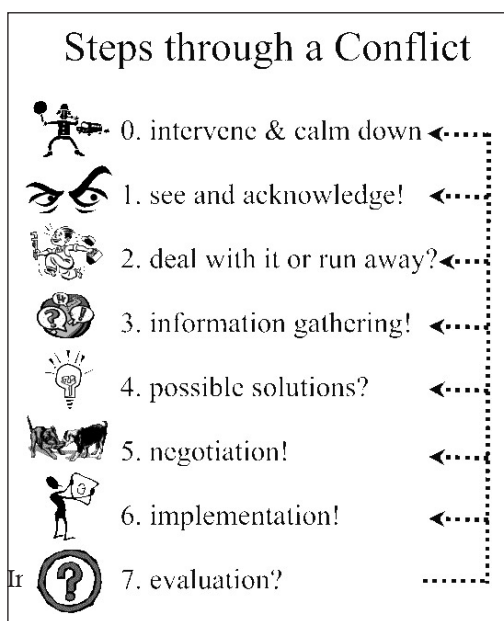 Steps through a Conflict
0. intervene & calm down
1. see and acknowledge!
2. deal with it or run away?
3. information gathering!
4. possible solutions?
5. negotiation!
6. implementation!
Ir
7. evaluation?